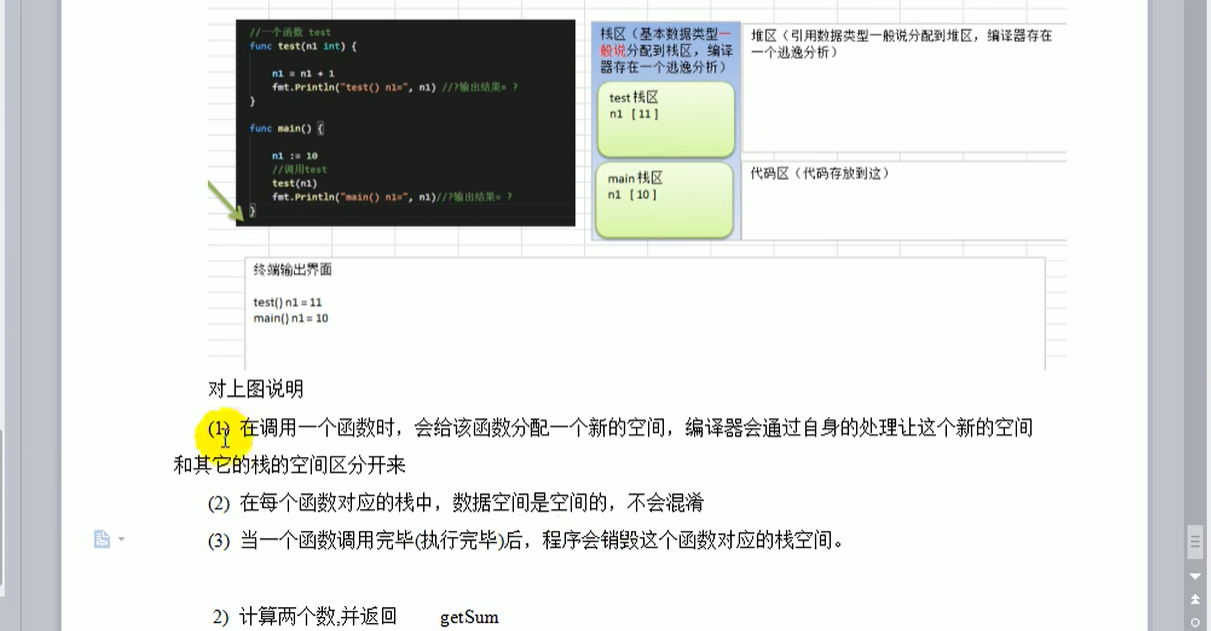 //一个函数 test
func test(n1 int) {
n1 = n1 + 1
fmt.Println("test() n1=", n1) //?输出结果= ?
}
func main() {
n1 := 10
//调用test
test(n1)
fmt.Println("main() n1=", n1)//?输出结果= ?
}
栈区（基本数据类型一
般说分配到栈区，编译
器存在一个逃逸分析）
test栈区
n1 [11]
main栈区
n1 [10]
堆区（引用数据类型一般说分配到堆区，编译器存在
一个逃逸分析）
代码区（代码存放到这）
终端输出界面
test() n1 = 11
main() n1 = 10
对上图说明
(1) 在调用一个函数时，会给该函数分配一个新的空间，编译器会通过自身的处理让这个新的空间
和其它的栈的空间区分开来
(2) 在每个函数对应的栈中，数据空间是空间的，不会混淆
(3) 当一个函数调用完毕(执行完毕)后，程序会销毁这个函数对应的栈空间。
2) 计算两个数,并返回 getSum